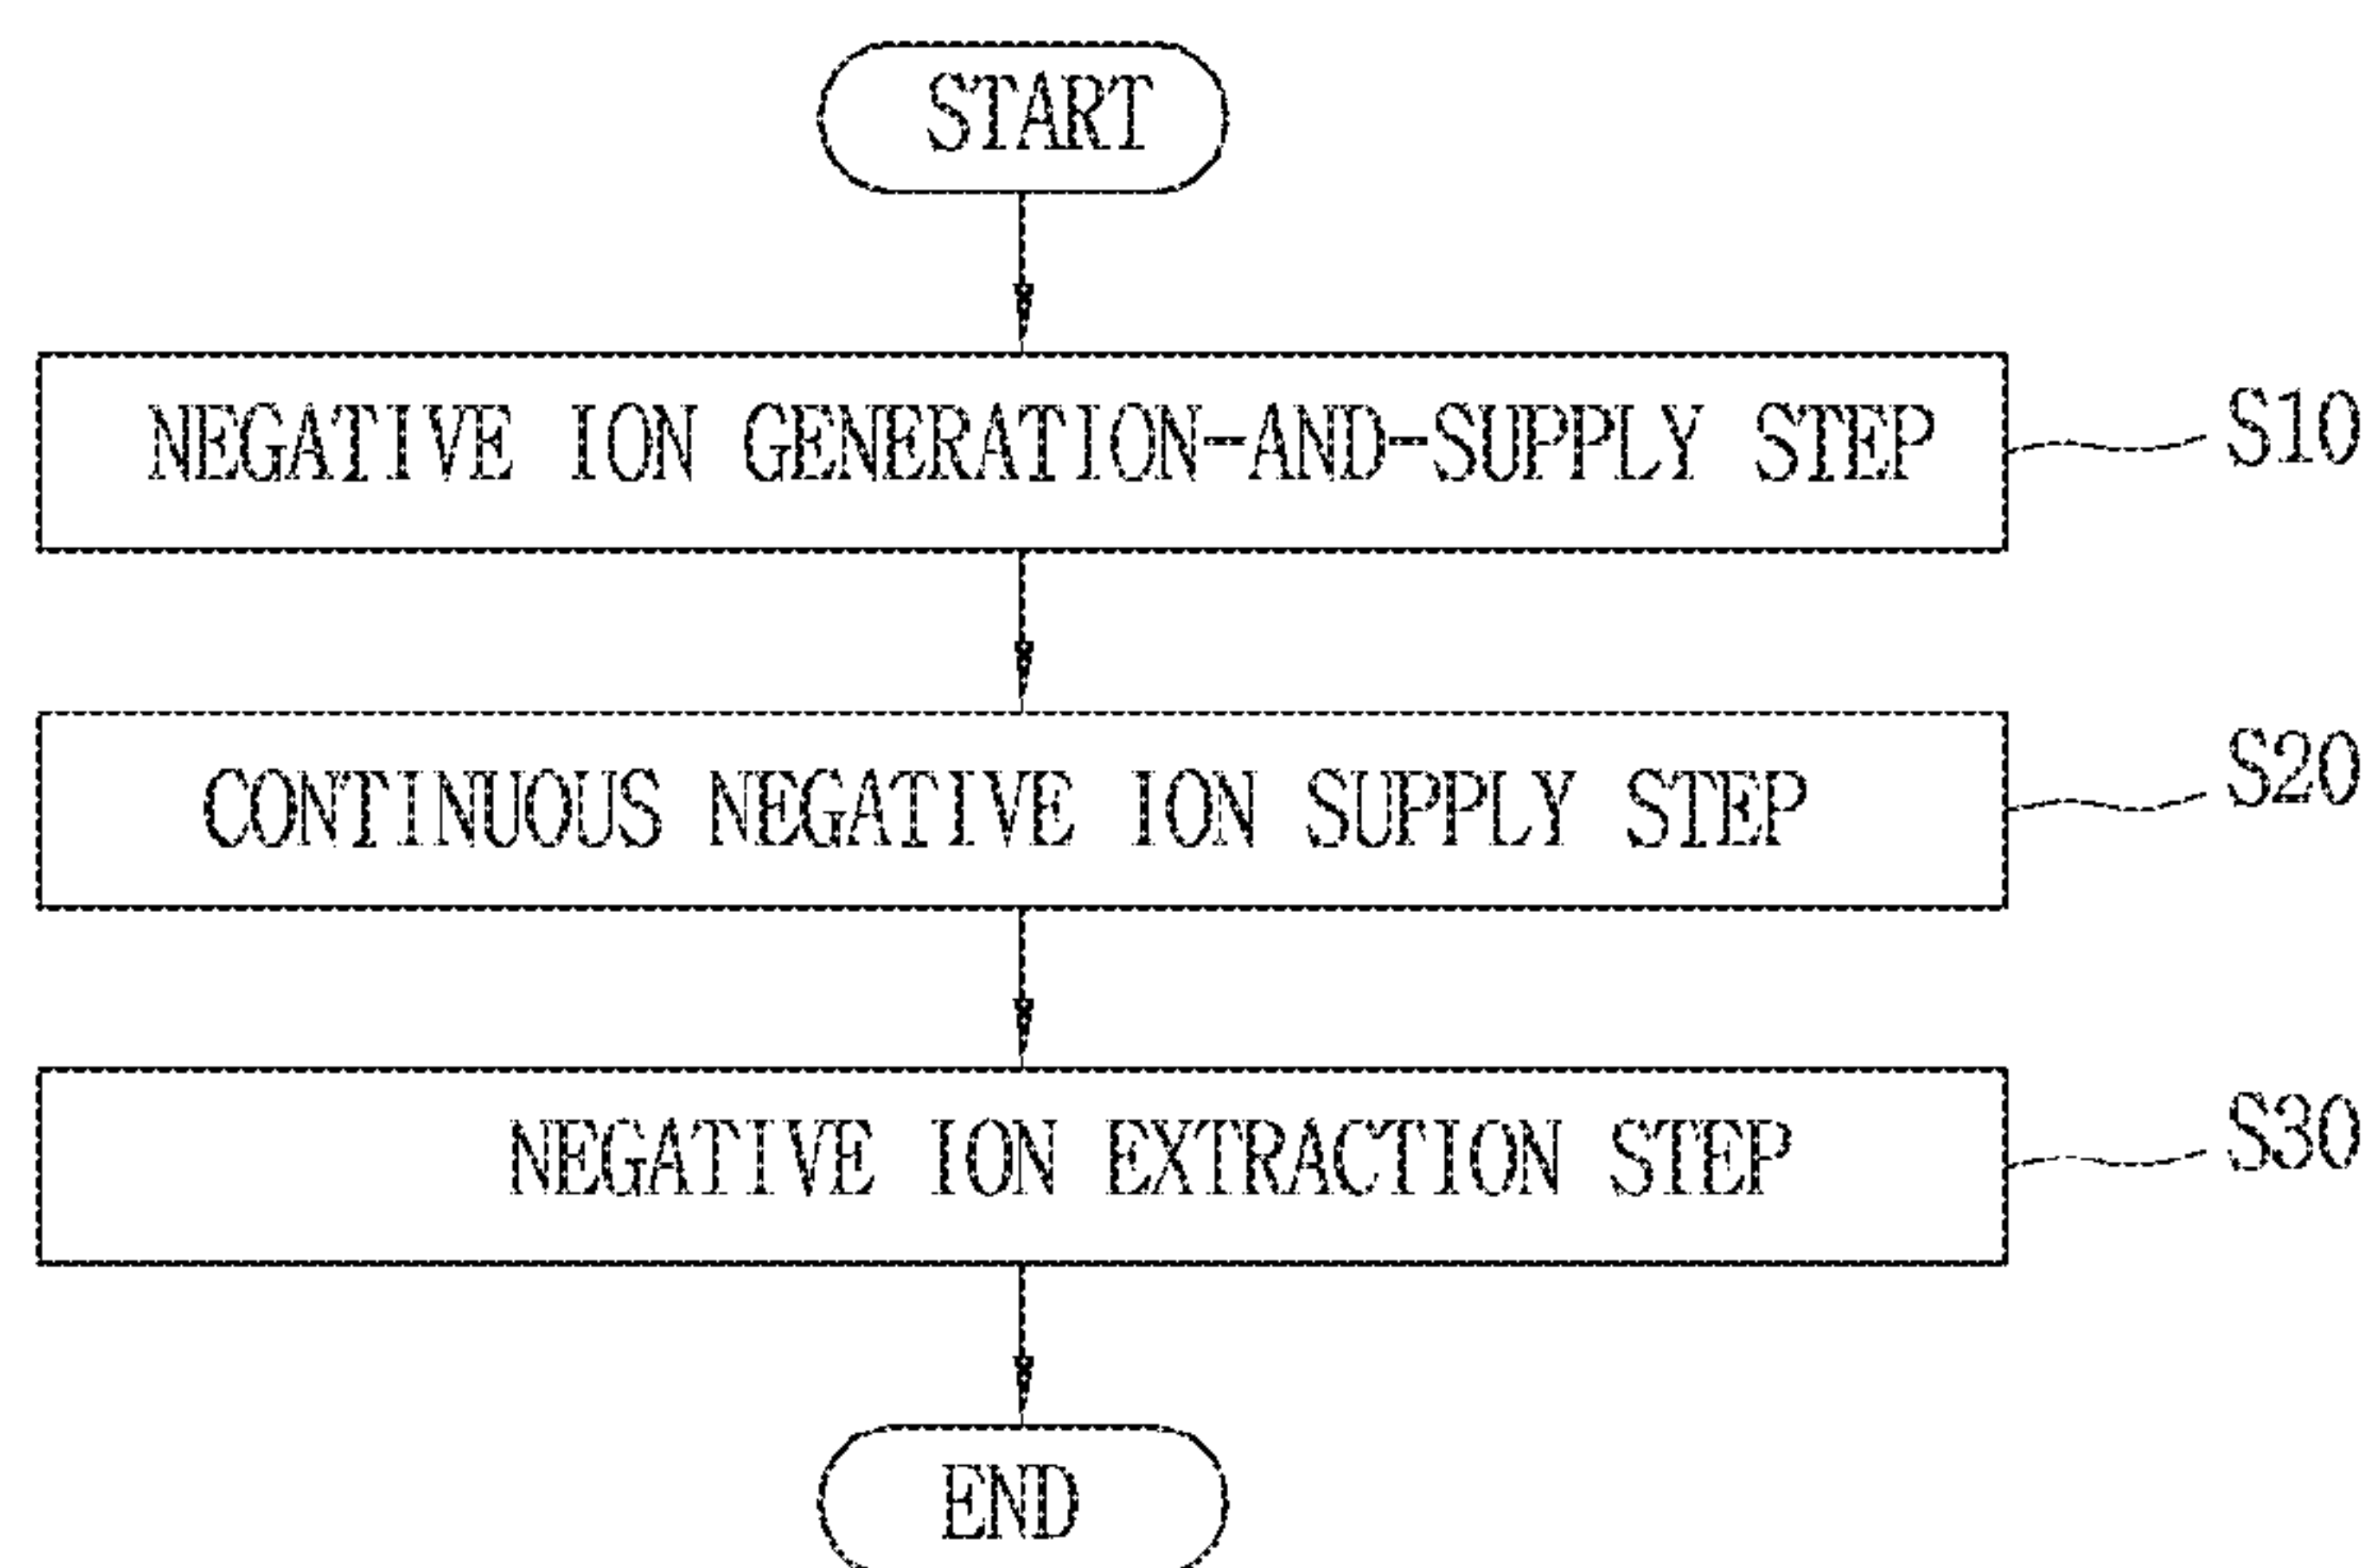 START
NEGATIVE ION GENERATION-AND-SUPPLY STEP
S10
CONTINUOUS NEGATIVE ION SUPPLY STEP
S20
NEGATIVE ION EXTRACTION STEP
S30
END